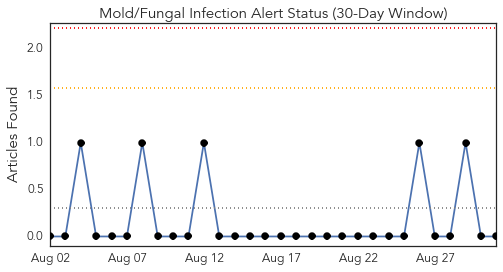 Mold/Fungal Infection Alert Status (30-Day Window)
Articles Found
2.0
1.5
1.0
0.5
0.0
Aug 02 Aug 07 Aug 12 Aug 17 Aug 22 Aug 27